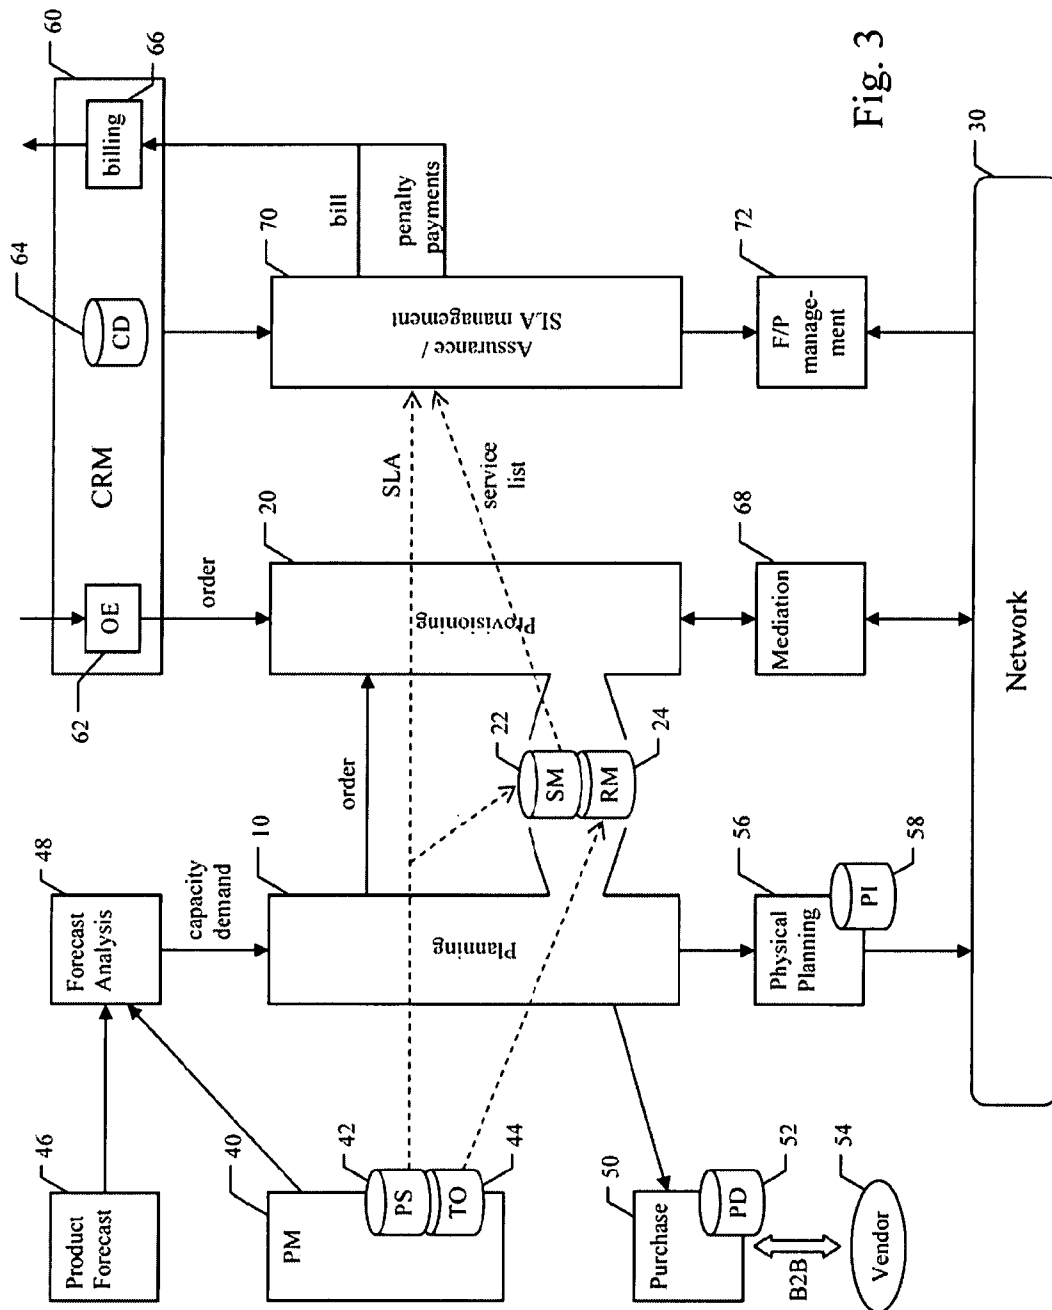 60
66
billing
64
CD
CRM
62
OE
order
48
Forecast
Analysis
46
Product
Forecast
capacity
demand
bill
penalty
payments
70
Assurance /
SLA management
SLA
service
list
20
Provisioning
order
10
Planning
40
PM
42
PS
44
TO
22
SM
24
RM
72
F/P
manage-
ment
68
Mediation
56
Physical
Planning
58
PI
50
Purchase
52
PD
54
Vendor
B2B
30
Network
Fig. 3